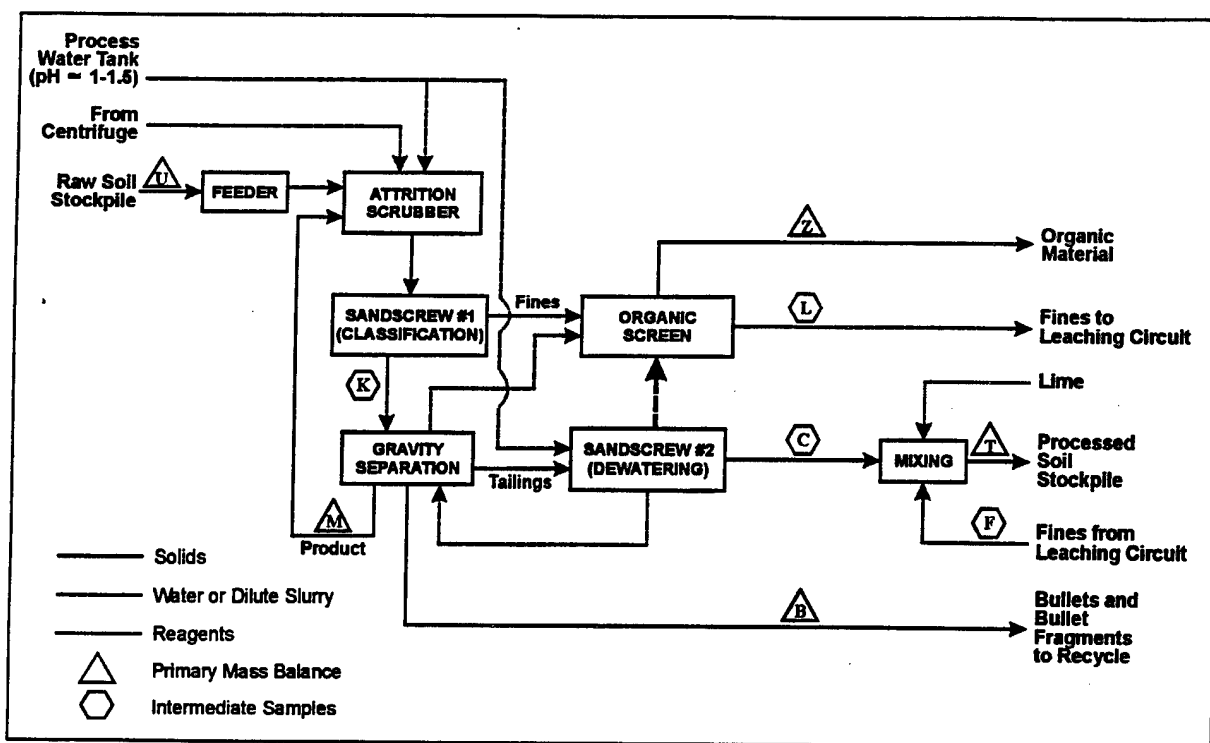 Process
Water Tank
(pH ≃ 1-1.5)
From
Centrifuge
U
Raw Soil
Stockpile
FEEDER
ATTRITION
SCRUBBER
Z
Organic
Material
SANDSCREW #1
(CLASSIFICATION)
Fines
ORGANIC
SCREEN
L
Fines to
Leaching Circuit
K
Lime
GRAVITY
SEPARATION
Tailings
SANDSCREW #2
(DEWATERING)
C
MIXING
T
Processed
Soil
Stockpile
M
Product
F
Fines from
Leaching Circuit
B
Bullets and
Bullet
Fragments
to Recycle
Solids
Water or Dilute Slurry
Reagents
Primary Mass Balance
Intermediate Samples